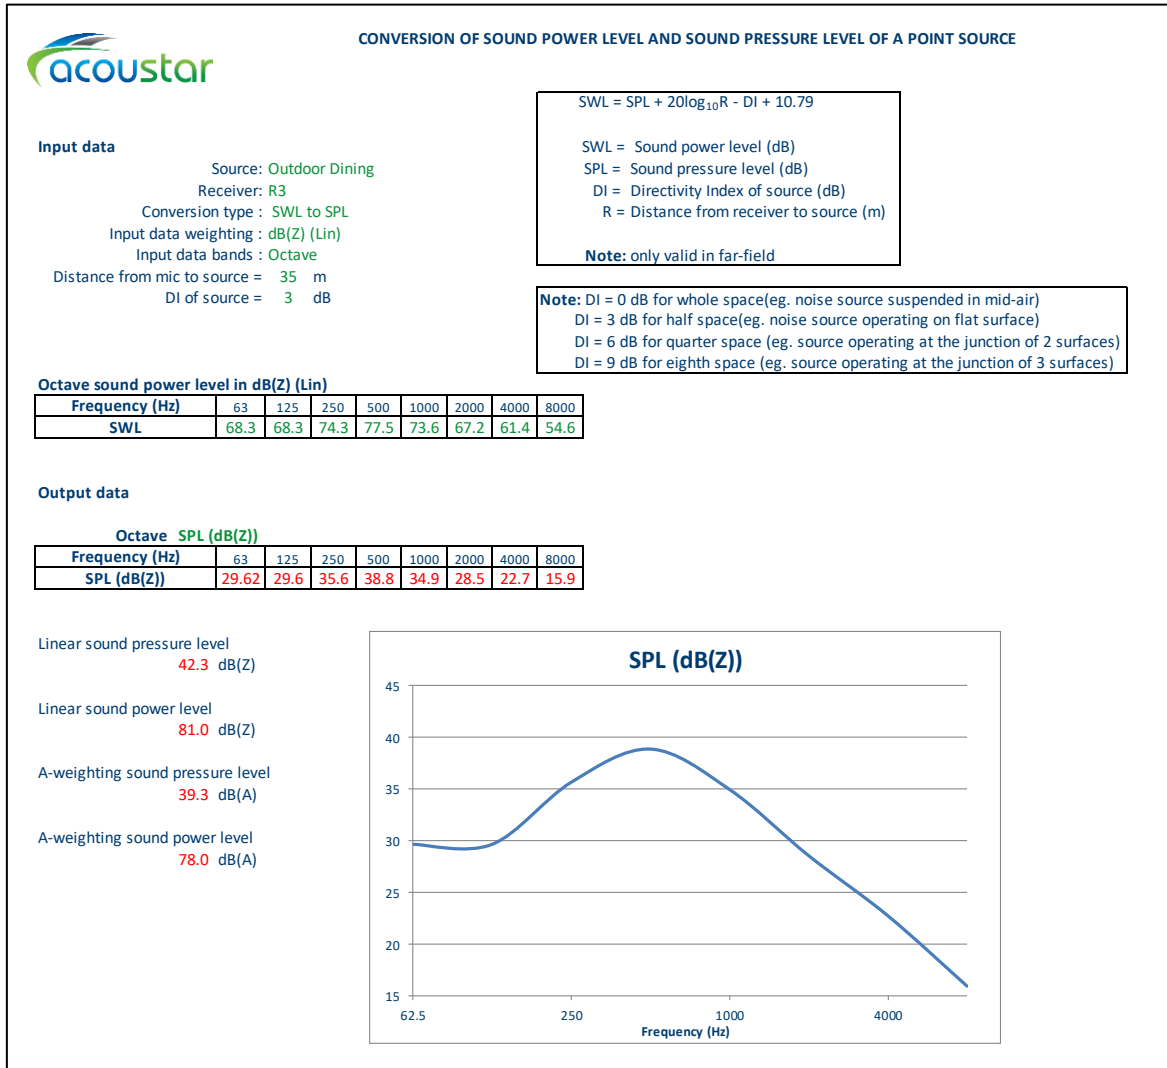 acoustar
CONVERSION OF SOUND POWER LEVEL AND SOUND PRESSURE LEVEL OF A POINT SOURCE
SWL = SPL + 20log₁₀R - DI + 10.79
SWL = Sound power level (dB)
SPL = Sound pressure level (dB)
DI = Directivity Index of source (dB)
R = Distance from receiver to source (m)
Note: only valid in far-field
Input data
Source: Outdoor Dining
Receiver: R3
Conversion type : SWL to SPL
Input data weighting : dB(Z) (Lin)
Input data bands : Octave
Distance from mic to source = 35 m
DI of source = 3 dB
Note: DI = 0 dB for whole space(eg. noise source suspended in mid-air)
DI = 3 dB for half space(eg. noise source operating on flat surface)
DI = 6 dB for quarter space (eg. source operating at the junction of 2 surfaces)
DI = 9 dB for eighth space (eg. source operating at the junction of 3 surfaces)
Octave sound power level in dB(Z) (Lin)
Frequency (Hz) 63 125 250 500 1000 2000 4000 8000
SWL 68.3 68.3 74.3 77.5 73.6 67.2 61.4 54.6
Output data
Octave SPL (dB(Z))
Frequency (Hz) 63 125 250 500 1000 2000 4000 8000
SPL (dB(Z)) 29.62 29.6 35.6 38.8 34.9 28.5 22.7 15.9
Linear sound pressure level
42.3 dB(Z)
Linear sound power level
81.0 dB(Z)
A-weighting sound pressure level
39.3 dB(A)
A-weighting sound power level
78.0 dB(A)
SPL (dB(Z))
45
40
35
30
25
20
15
62.5 250 1000 4000
Frequency (Hz)